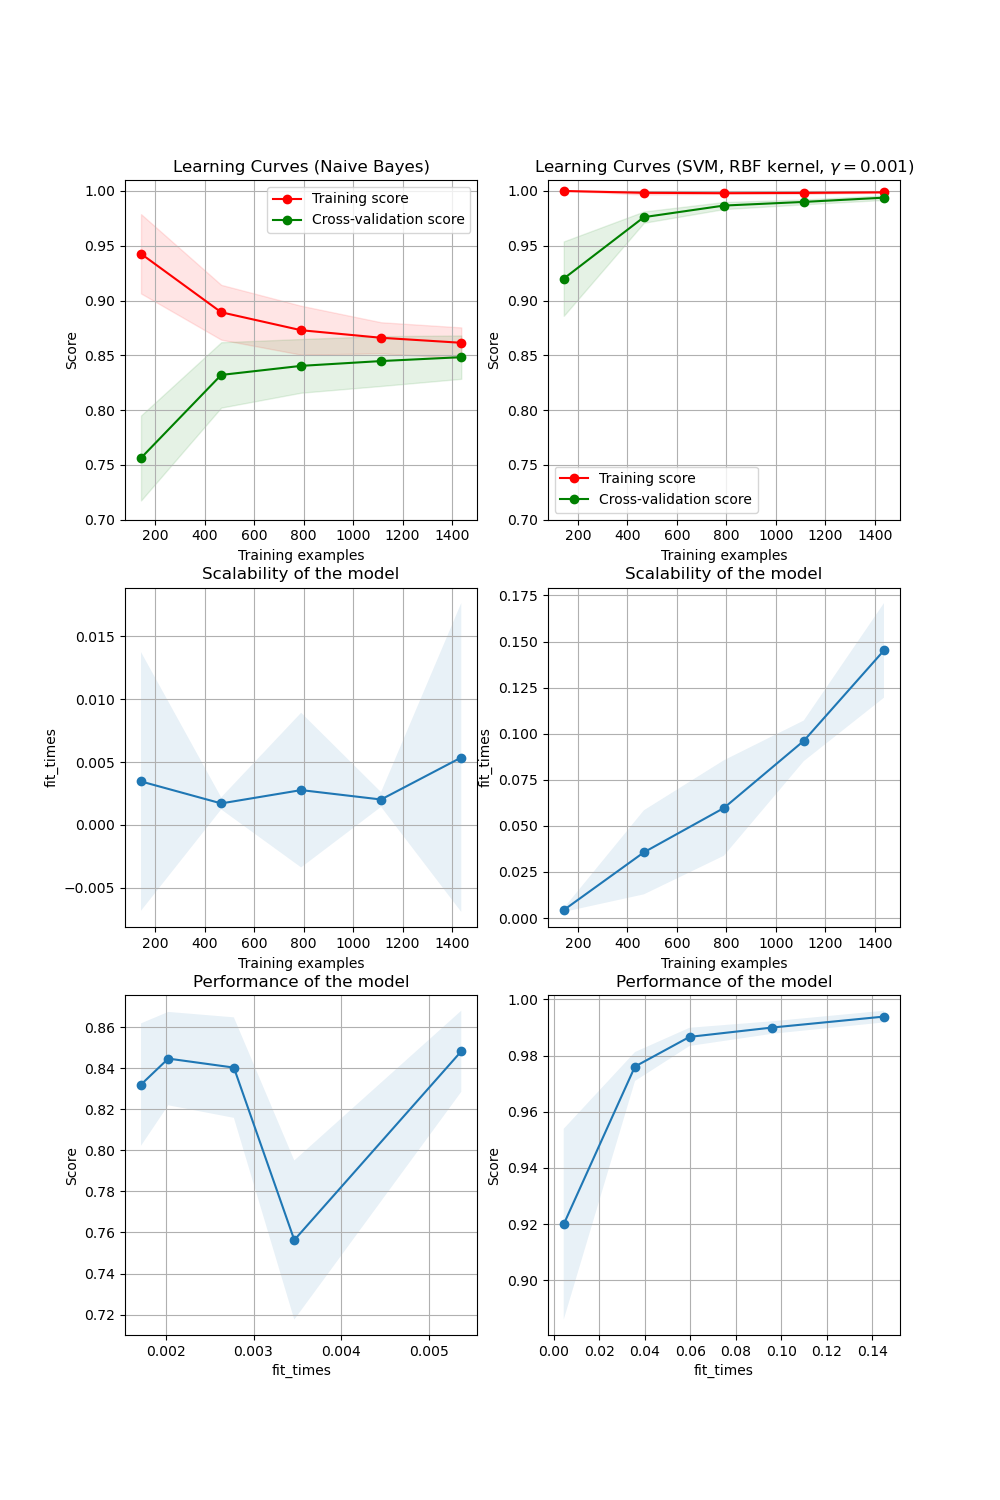 Learning Curves (Naive Bayes)
1.00
0.95
0.90
0.85
0.80
0.75
0.70
Score
Training score
Cross-validation score
200 400 600 800 1000 1200 1400
Training examples
Learning Curves (SVM, RBF kernel, γ = 0.001)
1.00
0.95
0.90
0.85
0.80
0.75
0.70
Score
Training score
Cross-validation score
200 400 600 800 1000 1200 1400
Training examples
Scalability of the model
0.015
0.010
0.005
0.000
−0.005
fit_times
200 400 600 800 1000 1200 1400
Training examples
Scalability of the model
0.175
0.150
0.125
0.100
0.075
0.050
0.025
0.000
fit_times
200 400 600 800 1000 1200 1400
Training examples
Performance of the model
0.86
0.84
0.82
0.80
0.78
0.76
0.74
0.72
Score
0.002 0.003 0.004 0.005
fit_times
Performance of the model
1.00
0.98
0.96
0.94
0.92
0.90
Score
0.00 0.02 0.04 0.06 0.08 0.10 0.12 0.14
fit_times